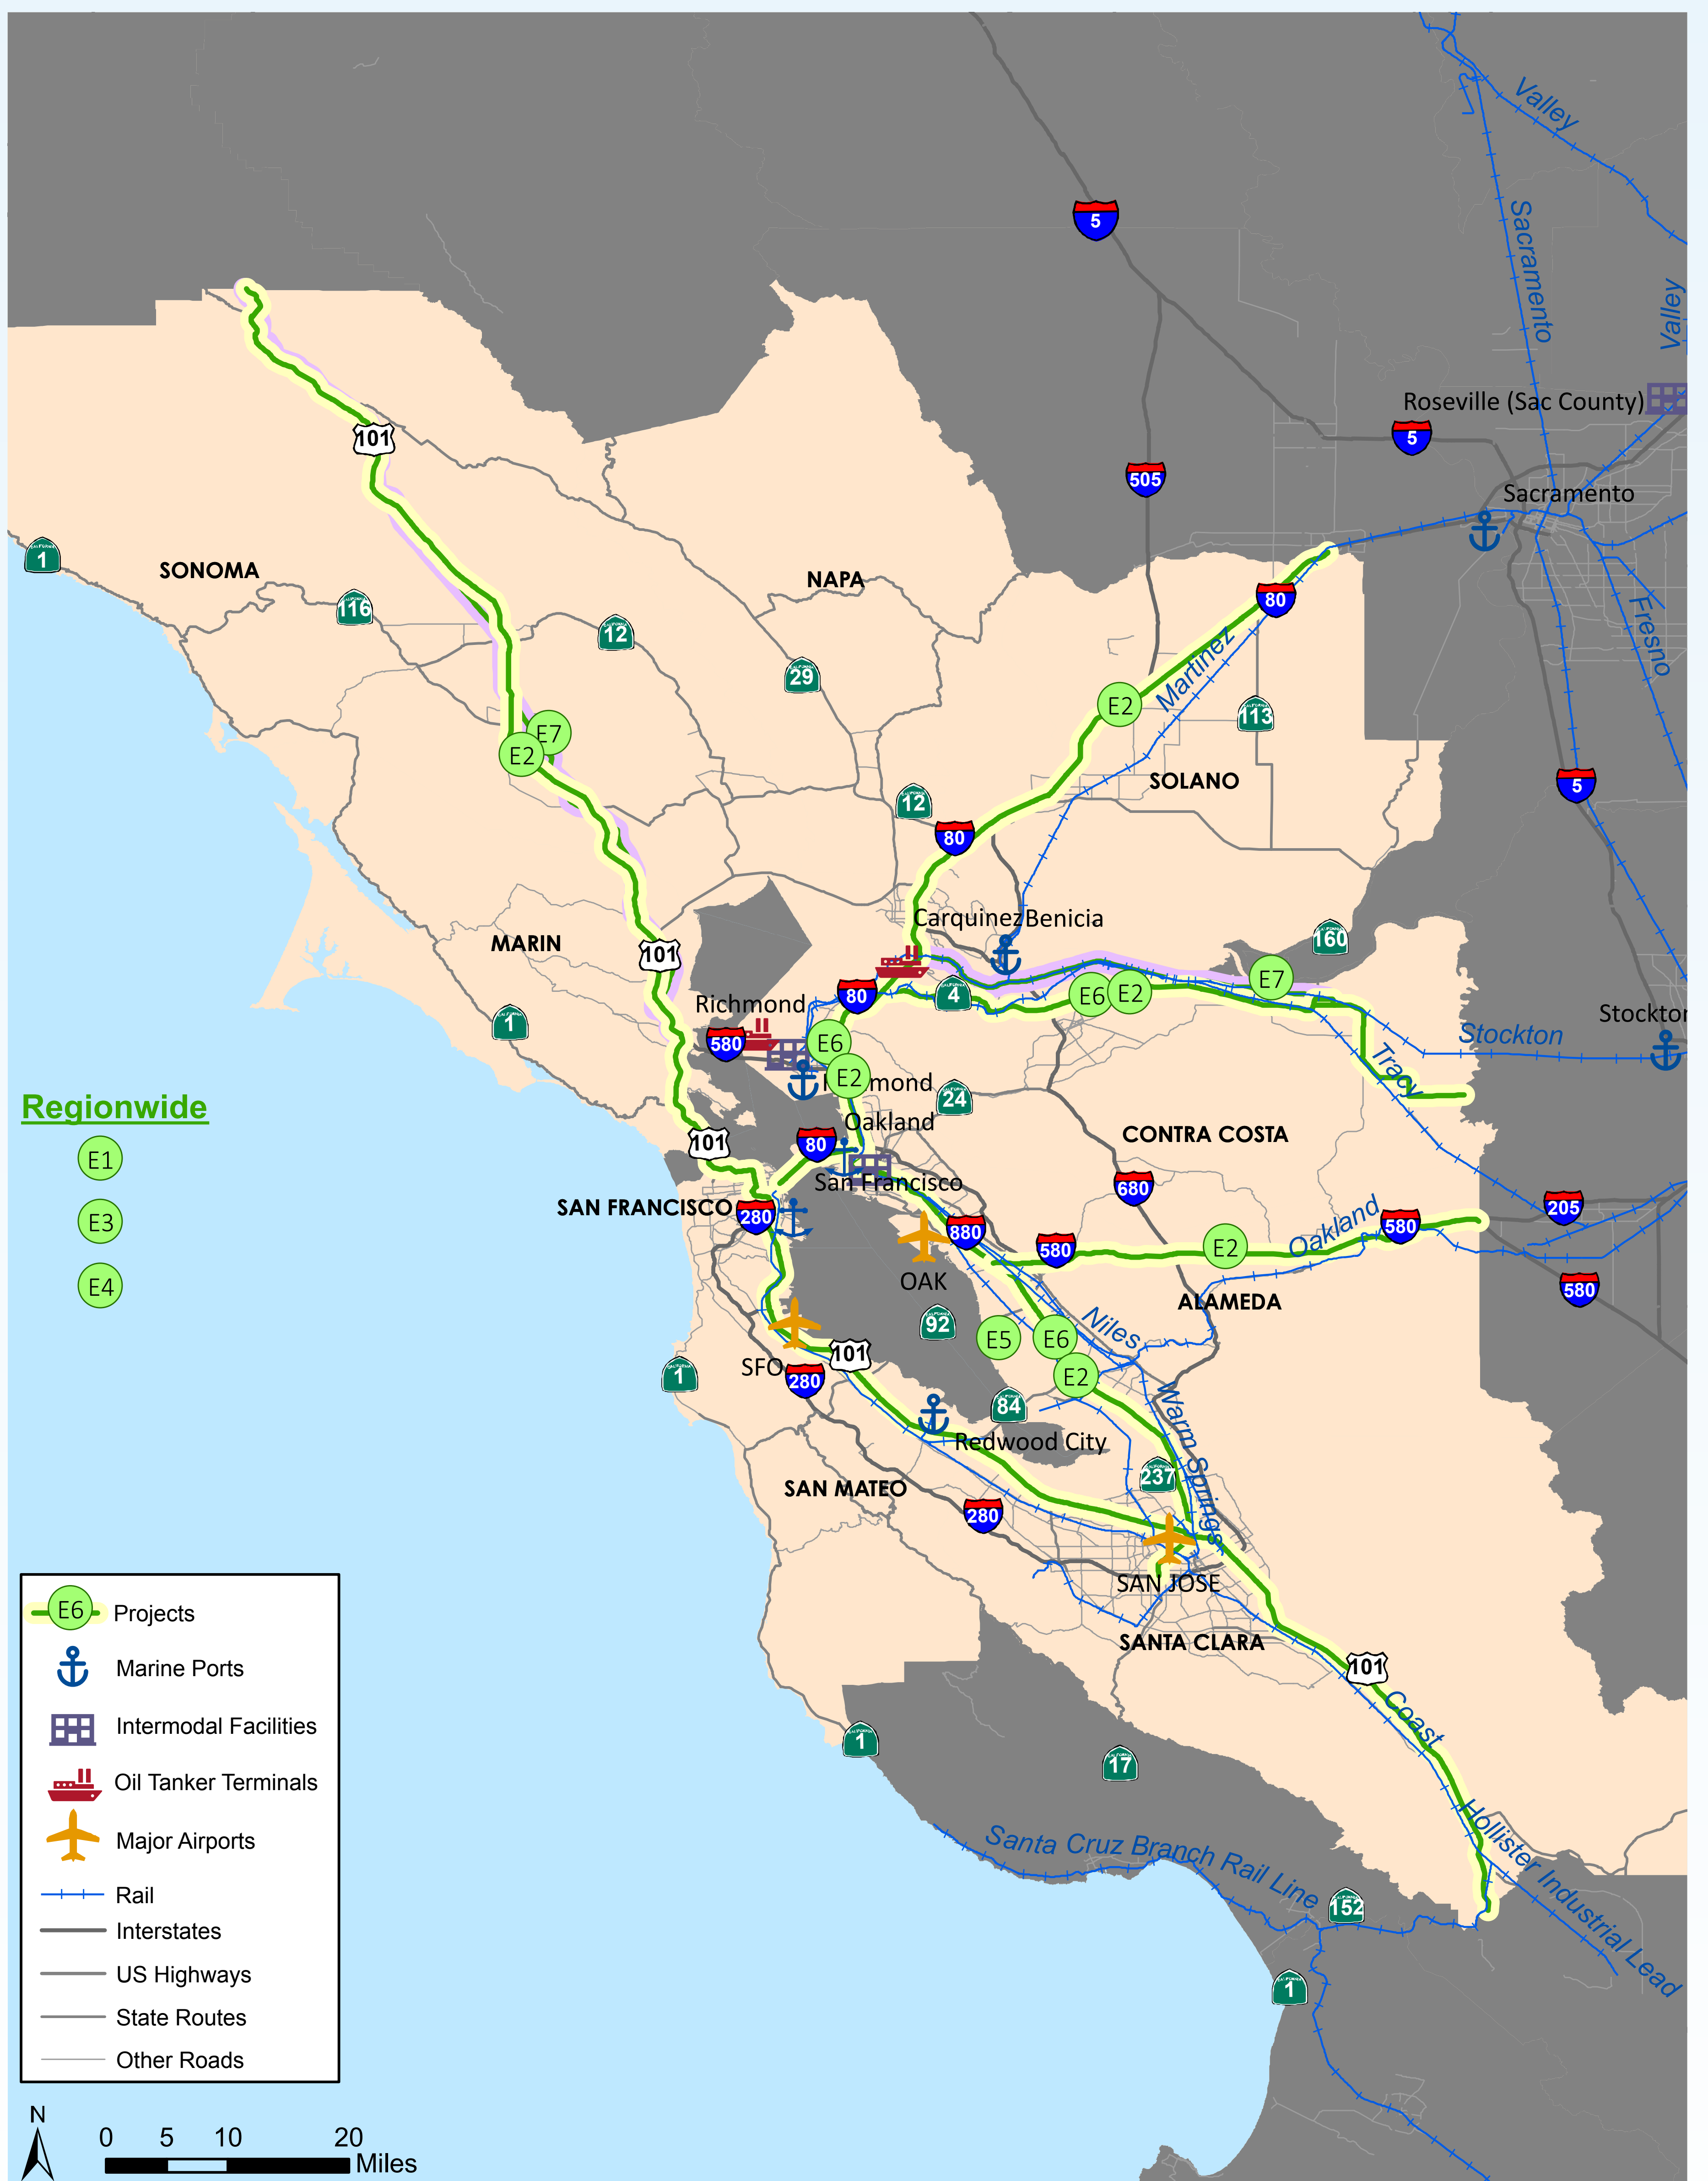 Valley
Sacramento
5
Valley
Roseville (Sac County)
101
5
505
Sacramento
1
SONOMA
NAPA
80
116
12
Fresno
29
Martinez
E2
113
E7
E2
SOLANO
5
12
80
Carquinez
Benicia
MARIN
160
101
E7
4
E6
E2
80
Richmond
1
Stockton
580
E6
Stockton
Tracy
E2
24
Oakland
Regionwide
E1
E3
E4
101
80
CONTRA COSTA
San Francisco
680
SAN FRANCISCO
280
205
880
580
E2
Oakland
580
OAK
580
ALAMEDA
92
E5
E6
Niles
101
SFO
280
1
E2
84
Warm Springs
Redwood City
237
SAN MATEO
280
SAN JOSE
SANTA CLARA
101
Coast
1
17
Hollister Industrial Lead
Santa Cruz Branch Rail Line
152
1
E6
Projects
Marine Ports
Intermodal Facilities
Oil Tanker Terminals
Major Airports
Rail
Interstates
US Highways
State Routes
Other Roads
N
0 5 10 20
Miles